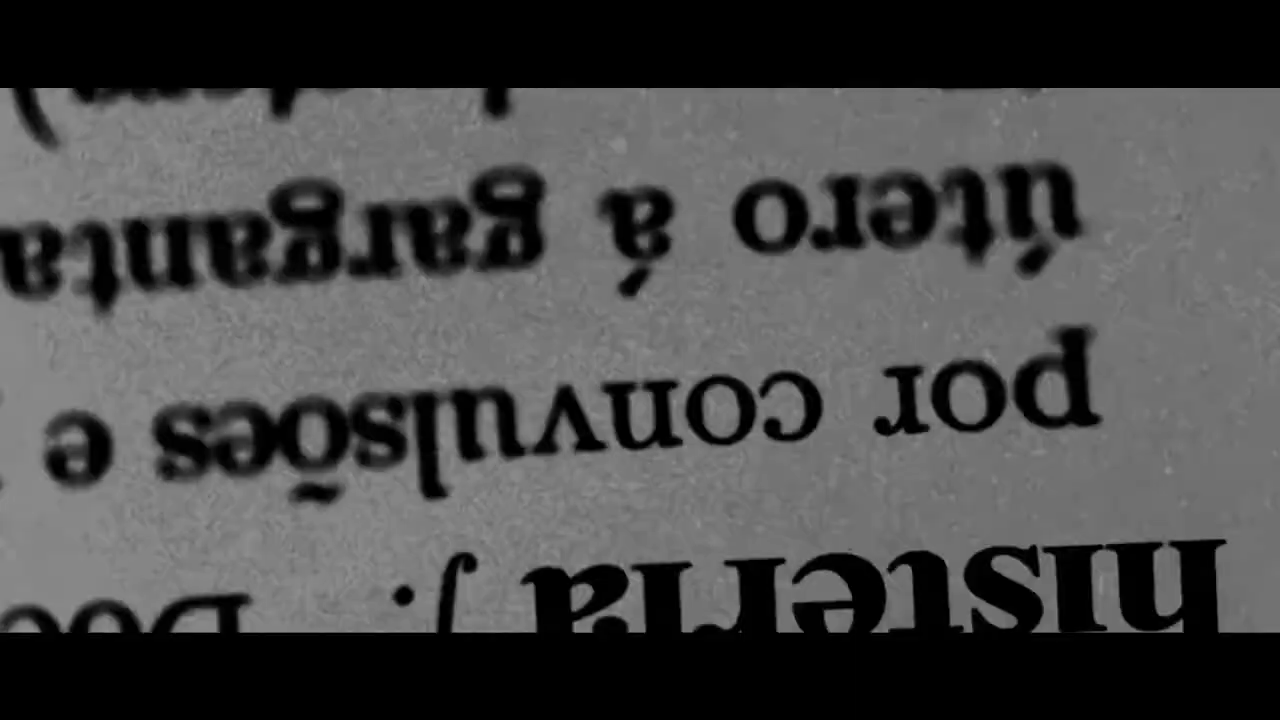 histeria f.
por convulsões e
útero á garganta